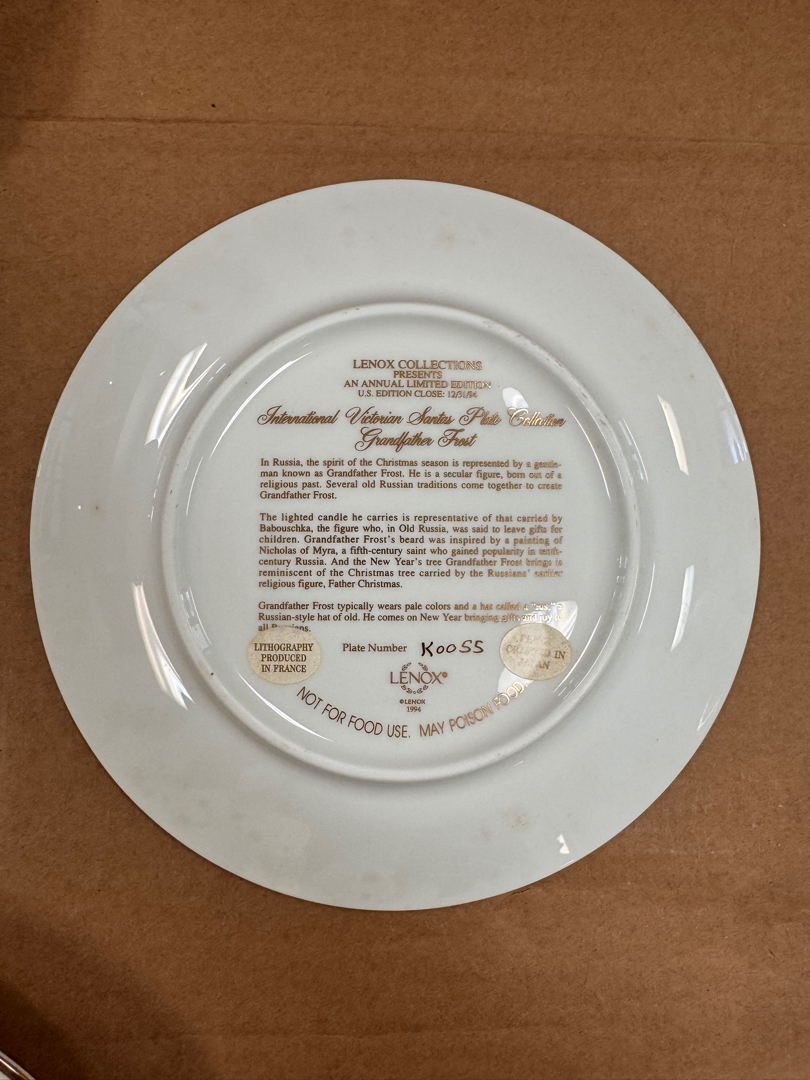 LENOX COLLECTIONS
PRESENTS
AN ANNUAL LIMITED EDITION
U.S. EDITION CLOSE: 12/31/94
International Victorian Santas Plate Collection
Grandfather Frost
In Russia, the spirit of the Christmas season is represented by a gentle-
man known as Grandfather Frost. He is a secular figure, born out of a
religious past. Several old Russian traditions come together to create
Grandfather Frost.
The lighted candle he carries is representative of that carried by
Babouschka, the figure who, in Old Russia, was said to leave gifts for
children. Grandfather Frost's beard was inspired by a painting of
Nicholas of Myra, a fifth-century saint who gained popularity in tenth-
century Russia. And the New Year's tree Grandfather Frost brings is
reminiscent of the Christmas tree carried by the Russians' earlier
religious figure, Father Christmas.
Grandfather Frost typically wears pale colors and a hat called a
Russian-style hat of old. He comes on New Year bringing gifts and joy
all Russians.
LITHOGRAPHY
PRODUCED
IN FRANCE
Plate Number K0055
IN
JAPAN
LENOX®
©LENOX
1994
NOT FOR FOOD USE. MAY POISON FOOD